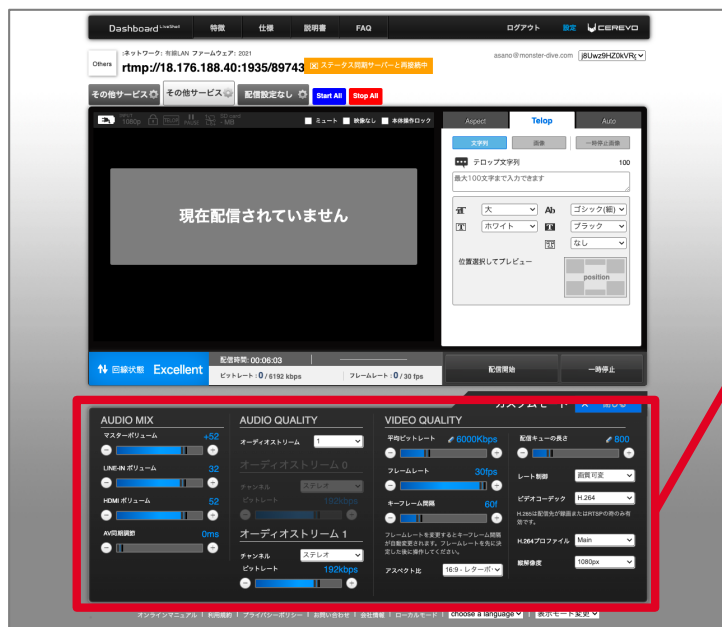 Dashboard LiveShell 特徴 仕様 説明書 FAQ ログアウト 設定 CEREVO
Others
:ネットワーク: 有線LAN ファームウェア: 2021
rtmp://18.176.188.40:1935/89743
ステータス同期サーバーと再接続中
asano@monster-dive.com
j8Uwz9HZ0kVR(
その他サービス その他サービス 配信設定なし Start All Stop All
INPUT
1080p
TELOP
PAUSE
SD card
- MB
ミュート 映像なし 本体操作ロック
Aspect Telop Auto
文字列 画像 一時停止画像
テロップ文字列 100
最大100文字まで入力できます
大 Ab ゴシック(細)
ホワイト ブラック
なし
位置選択してプレビュー
position
現在配信されていません
回線状態 Excellent
配信時間: 00:06:03
ビットレート : 0 / 6192 kbps フレームレート : 0 / 30 fps
配信開始 一時停止
AUDIO MIX
マスターボリューム +52
LINE-IN ボリューム 32
HDMI ボリューム 52
AV同期調節 0ms
AUDIO QUALITY
オーディオストリーム 1
オーディオストリーム 0
チャンネル ステレオ
ビットレート 192kbps
オーディオストリーム 1
チャンネル ステレオ
ビットレート 192kbps
VIDEO QUALITY
平均ビットレート 6000Kbps
フレームレート 30fps
キーフレーム間隔 60f
フレームレートを変更するとキーフレーム間隔
が自動変更されます。フレームレートを先に決
定した後に操作してください。
アスペクト比 16:9 - レターボ
配信キューの長さ 800
レート制御 画質可変
ビデオコーデック H.264
H.265は配信先が録画またはRTSPの時のみ有
効です。
H.264プロファイル Main
縦解像度 1080px
オンラインマニュアル | 利用規約 | プライバシーポリシー | お問い合わせ | 会社情報 | ローカルモード | choose a language | 表示モード変更